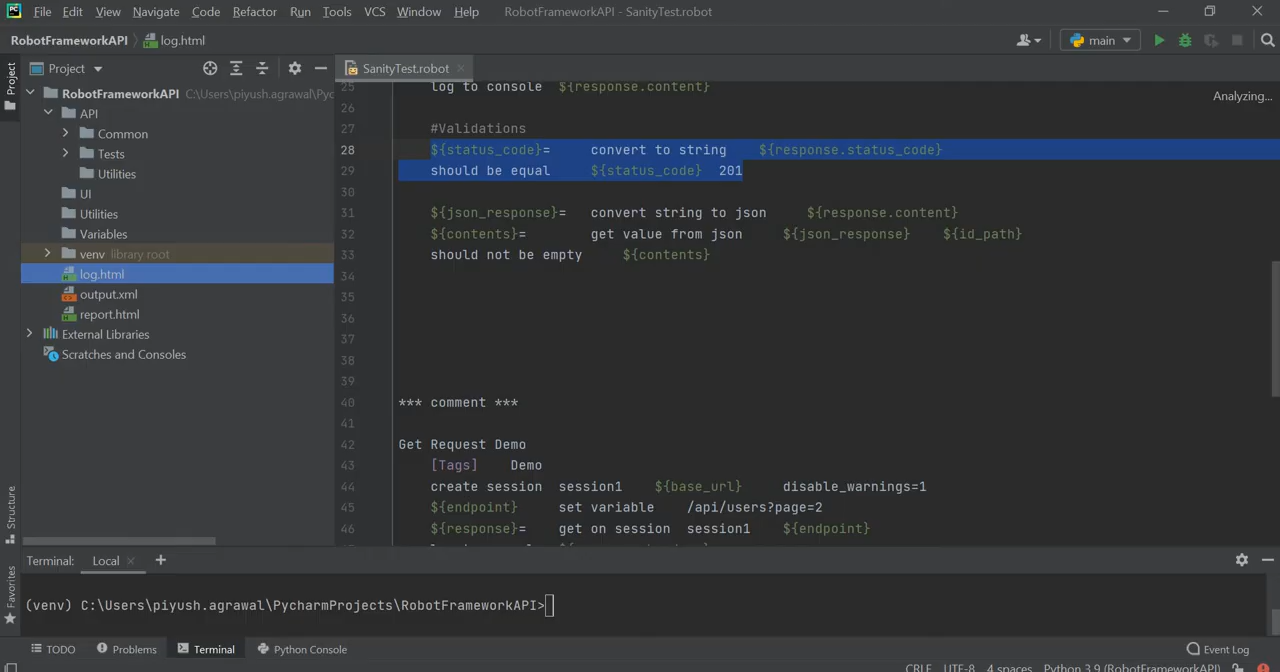 PC File Edit View Navigate Code Refactor Run Tools VCS Window Help RobotFrameworkAPI - SanityTest.robot
RobotFrameworkAPI log.html main
Project
Project
SanityTest.robot
RobotFrameworkAPI C:\Users\piyush.agrawal\Pyc
API
Common
Tests
Utilities
UI
Utilities
Variables
venv library root
log.html
output.xml
report.html
External Libraries
Scratches and Consoles
Analyzing...
25 log to console ${response.content}
26
27 #Validations
28 ${status_code}= convert to string ${response.status_code}
29 should be equal ${status_code} 201
30
31 ${json_response}= convert string to json ${response.content}
32 ${contents}= get value from json ${json_response} ${id_path}
33 should not be empty ${contents}
34
35
36
37
38
39
40 *** comment ***
41
42 Get Request Demo
43 [Tags] Demo
44 create session session1 ${base_url} disable_warnings=1
45 ${endpoint} set variable /api/users?page=2
46 ${response}= get on session session1 ${endpoint}
Structure
Favorites
Terminal: Local
(venv) C:\Users\piyush.agrawal\PycharmProjects\RobotFrameworkAPI>
TODO Problems Terminal Python Console Event Log
CRLF UTF-8 4 spaces Python 3.9 (RobotFrameworkAPI)